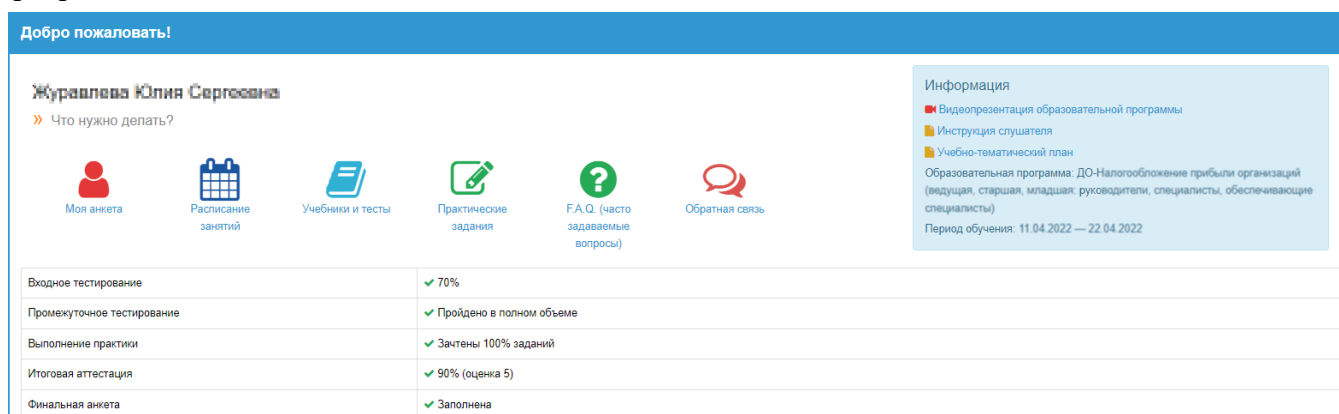 Добро пожаловать!
Журавлева Юлия Сергеевна
» Что нужно делать?
Моя анкета
Расписание
занятий
Учебники и тесты
Практические
задания
F.A.Q. (часто
задаваемые
вопросы)
Обратная связь
Информация
Видеопрезентация образовательной программы
Инструкция слушателя
Учебно-тематический план
Образовательная программа: ДО-Налогообложение прибыли организаций
(ведущая, старшая, младшая: руководители, специалисты, обеспечивающие
специалисты)
Период обучения: 11.04.2022 — 22.04.2022
Входное тестирование ✔ 70%
Промежуточное тестирование ✔ Пройдено в полном объеме
Выполнение практики ✔ Зачтены 100% заданий
Итоговая аттестация ✔ 90% (оценка 5)
Финальная анкета ✔ Заполнена